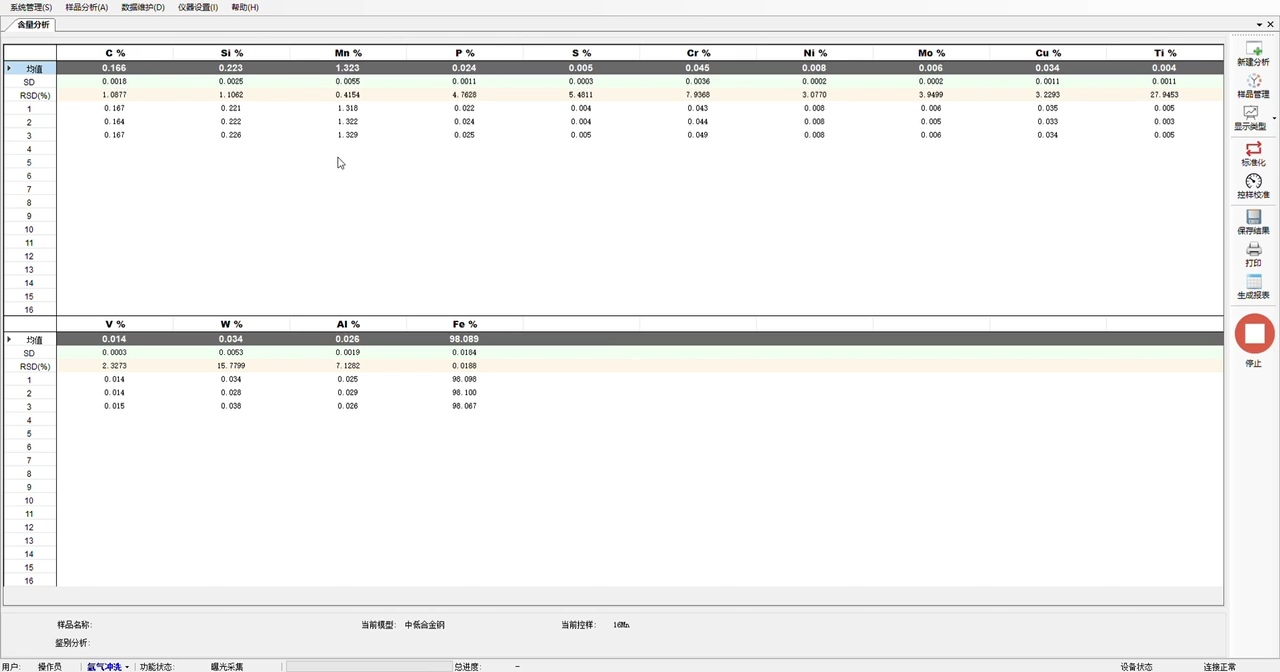 系统管理(S) 样品分析(A) 数据维护(D) 仪器设置(I) 帮助(H)
含量分析
C % Si % Mn % P % S % Cr % Ni % Mo % Cu % Ti %
均值 0.166 0.223 1.323 0.024 0.005 0.045 0.008 0.006 0.034 0.004
SD 0.0018 0.0025 0.0055 0.0011 0.0003 0.0036 0.0002 0.0002 0.0011 0.0011
RSD(%) 1.0877 1.1062 0.4154 4.7628 5.4811 7.9368 3.0770 3.9499 3.2293 27.9453
1 0.167 0.221 1.318 0.022 0.004 0.043 0.008 0.006 0.035 0.005
2 0.164 0.222 1.322 0.024 0.004 0.044 0.008 0.005 0.033 0.003
3 0.167 0.226 1.329 0.025 0.005 0.049 0.008 0.006 0.034 0.005
4
5
6
7
8
9
10
11
12
13
14
15
16
V % W % Al % Fe %
均值 0.014 0.034 0.026 98.089
SD 0.0003 0.0053 0.0019 0.0184
RSD(%) 2.3273 15.7799 7.1282 0.0188
1 0.014 0.034 0.025 98.098
2 0.014 0.028 0.029 98.100
3 0.015 0.038 0.026 98.067
4
5
6
7
8
9
10
11
12
13
14
15
16
新建分析
样品管理
显示类型
标准化
控样校准
保存结果
打印
生成报表
停止
样品名称: 当前模型: 中低合金钢 当前控样: 16Mn
鉴别分析:
用户: 操作员 氩气冲洗 功能状态: 曝光采集 总进度: – 设备状态 连接正常